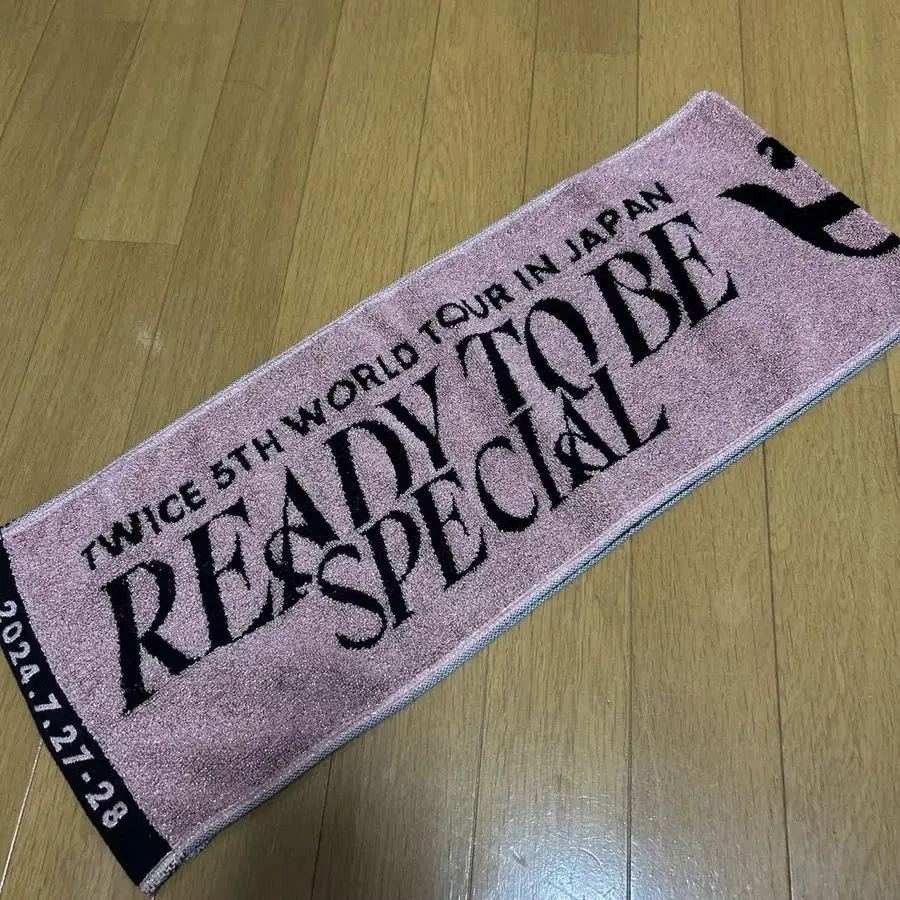 TWICE 5TH WORLD TOUR IN JAPAN
READY TO BE
SPECIAL
2024.7.27-28